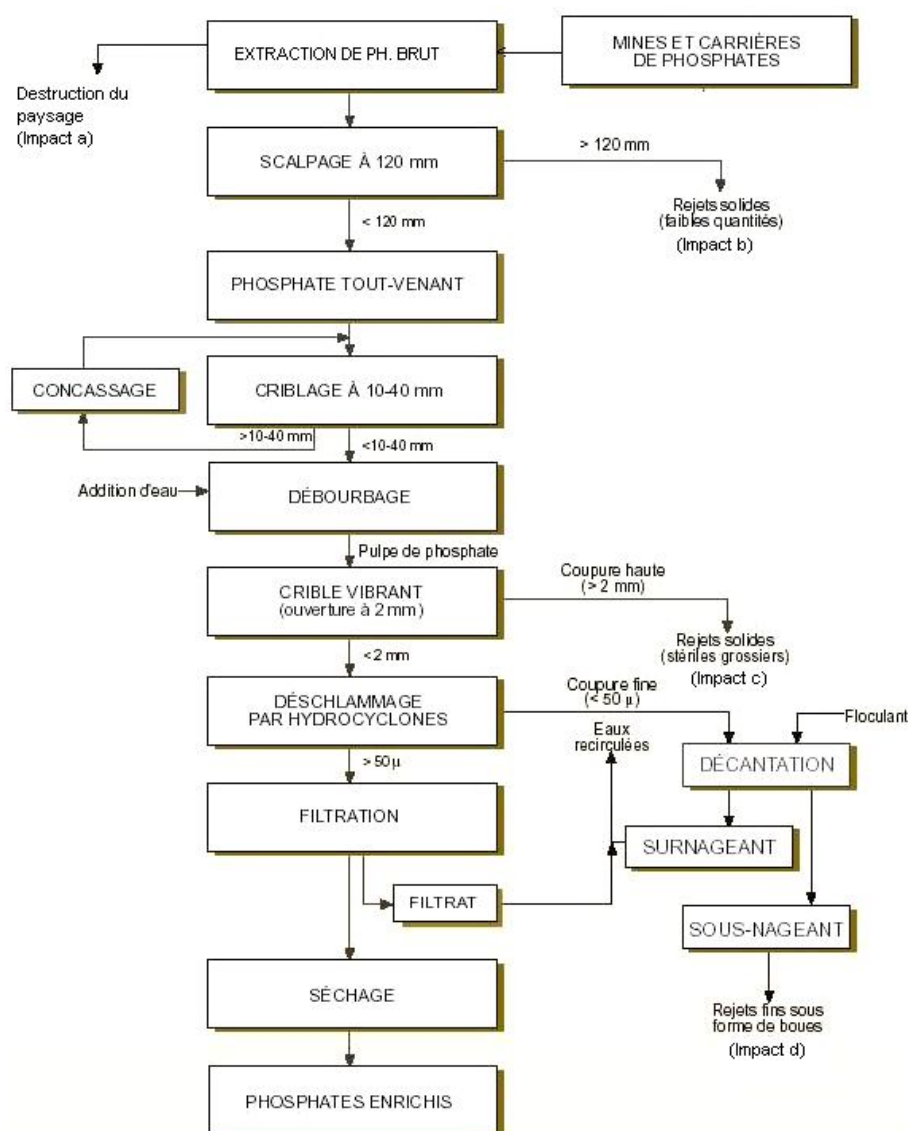 EXTRACTION DE PH. BRUT
MINES ET CARRIÈRES
DE PHOSPHATES
Destruction du
paysage
(Impact a)
SCALPAGE À 120 mm
> 120 mm
Rejets solides
(faibles quantités)
(Impact b)
< 120 mm
PHOSPHATE TOUT-VENANT
CONCASSAGE
CRIBLAGE À 10-40 mm
>10-40 mm
<10-40 mm
Addition d'eau
DÉBOURBAGE
Pulpe de phosphate
CRIBLE VIBRANT
(ouverture à 2 mm)
Coupure haute
(> 2 mm)
Rejets solides
(stériles grossiers)
(Impact c)
< 2 mm
DÉSCHLAMMAGE
PAR HYDROCYCLONES
Coupure fine
(< 50 µ)
Eaux
recirculées
Floculant
DÉCANTATION
> 50 µ
FILTRATION
SURNAGEANT
FILTRAT
SOUS-NAGEANT
SÉCHAGE
Rejets fins sous
forme de boues
(Impact d)
PHOSPHATES ENRICHIS